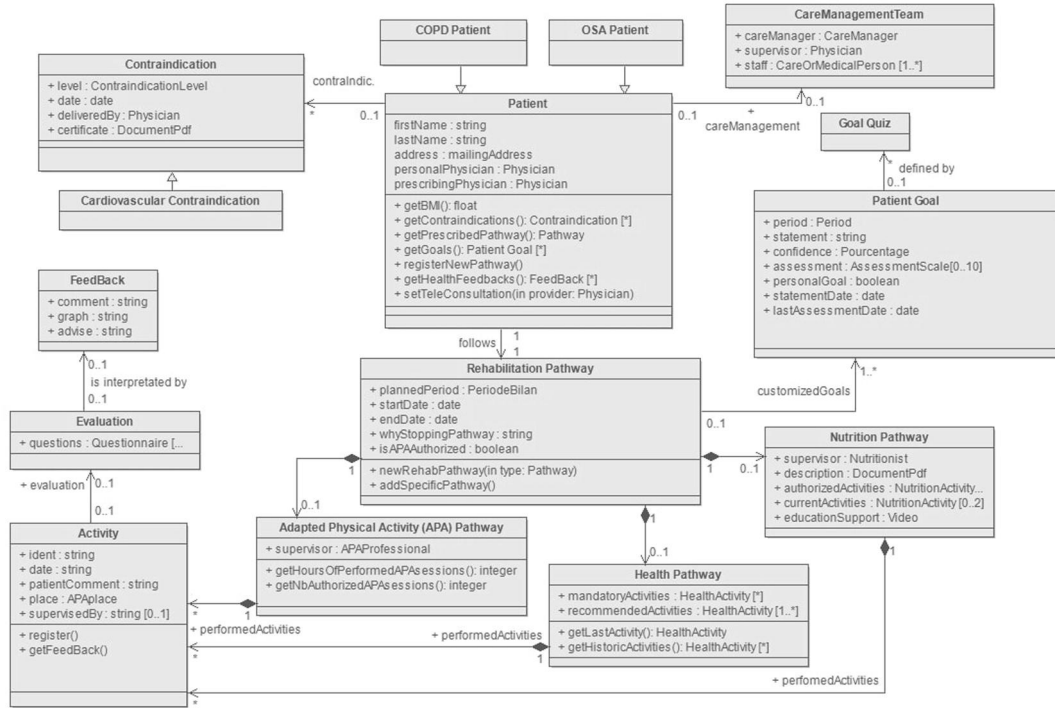 COPD Patient
OSA Patient
CareManagementTeam
+ careManager : CareManager
+ supervisor : Physician
+ staff : CareOrMedicalPerson [1..*]
Contraindication
+ level : ContraindicationLevel
+ date : date
+ deliveredBy : Physician
+ certificate : DocumentPdf
contraIndic.
*
0..1
Patient
firstName : string
lastName : string
address : mailingAddress
personalPhysician : Physician
prescribingPhysician : Physician
+ getBMI(): float
+ getContraindications(): Contraindication [*]
+ getPrescribedPathway(): Pathway
+ getGoals(): Patient Goal [*]
+ registerNewPathway()
+ getHealthFeedbacks(): FeedBack [*]
+ setTeleConsultation(in provider: Physician)
0..1
+
careManagement
0..1
Goal Quiz
* defined by
0..1
Cardiovascular Contraindication
Patient Goal
+ period : Period
+ statement : string
+ confidence : Pourcentage
+ assessment : AssessmentScale[0..10]
+ personalGoal : boolean
+ statementDate : date
+ lastAssessmentDate : date
FeedBack
+ comment : string
+ graph : string
+ advise : string
0..1
is interpretated by
0..1
follows
1
1
Rehabilitation Pathway
+ plannedPeriod : PeriodeBilan
+ startDate : date
+ endDate : date
+ whyStoppingPathway : string
+ isAPAAuthorized : boolean
+ newRehabPathway(in type: Pathway)
+ addSpecificPathway()
1..*
customizedGoals
0..1
Evaluation
+ questions : Questionnaire [...
+ evaluation
0..1
0..1
Nutrition Pathway
+ supervisor : Nutritionist
+ description : DocumentPdf
+ authorizedActivities : NutritionActivity...
+ currentActivities : NutritionActivity [0..2]
+ educationSupport : Video
1
0..1
1
0..1
1
0..1
1
Activity
+ ident : string
+ date : string
+ patientComment : string
+ place : APAplace
+ supervisedBy : string [0..1]
+ register()
+ getFeedBack()
Adapted Physical Activity (APA) Pathway
+ supervisor : APAProfessional
+ getHoursOfPerformedAPAsessions(): integer
+ getNbAuthorizedAPAsessions(): integer
Health Pathway
+ mandatoryActivities : HealthActivity [*]
+ recommendedActivities : HealthActivity [1..*]
+ getLastActivity(): HealthActivity
+ getHistoricActivities(): HealthActivity [*]
*
1
+ performedActivities
+ performedActivities
*
1
+ perfomedActivities
*